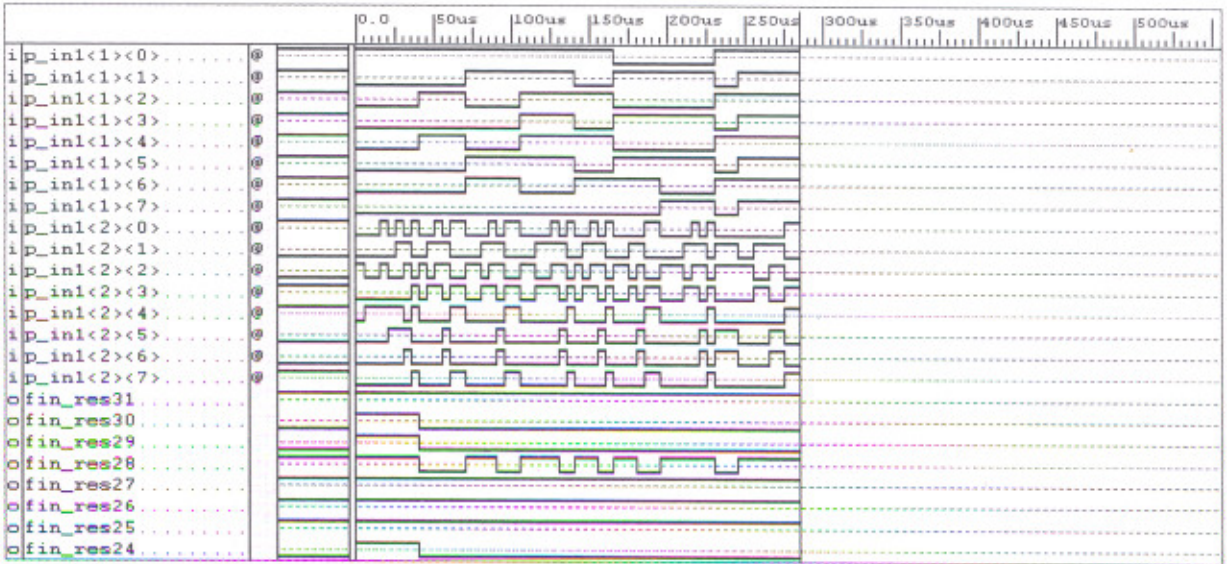 0.0 50us 100us 150us 200us 250us 300us 350us 400us 450us 500us
i p_in1<1><0>........ @
i p_in1<1><1>........ @
i p_in1<1><2>........ @
i p_in1<1><3>........ @
i p_in1<1><4>........ @
i p_in1<1><5>........ @
i p_in1<1><6>........ @
i p_in1<1><7>........ @
i p_in1<2><0>........ @
i p_in1<2><1>........ @
i p_in1<2><2>........ @
i p_in1<2><3>........ @
i p_in1<2><4>........ @
i p_in1<2><5>........ @
i p_in1<2><6>........ @
i p_in1<2><7>........ @
o fin_res31
o fin_res30
o fin_res29
o fin_res28
o fin_res27
o fin_res26
o fin_res25
o fin_res24